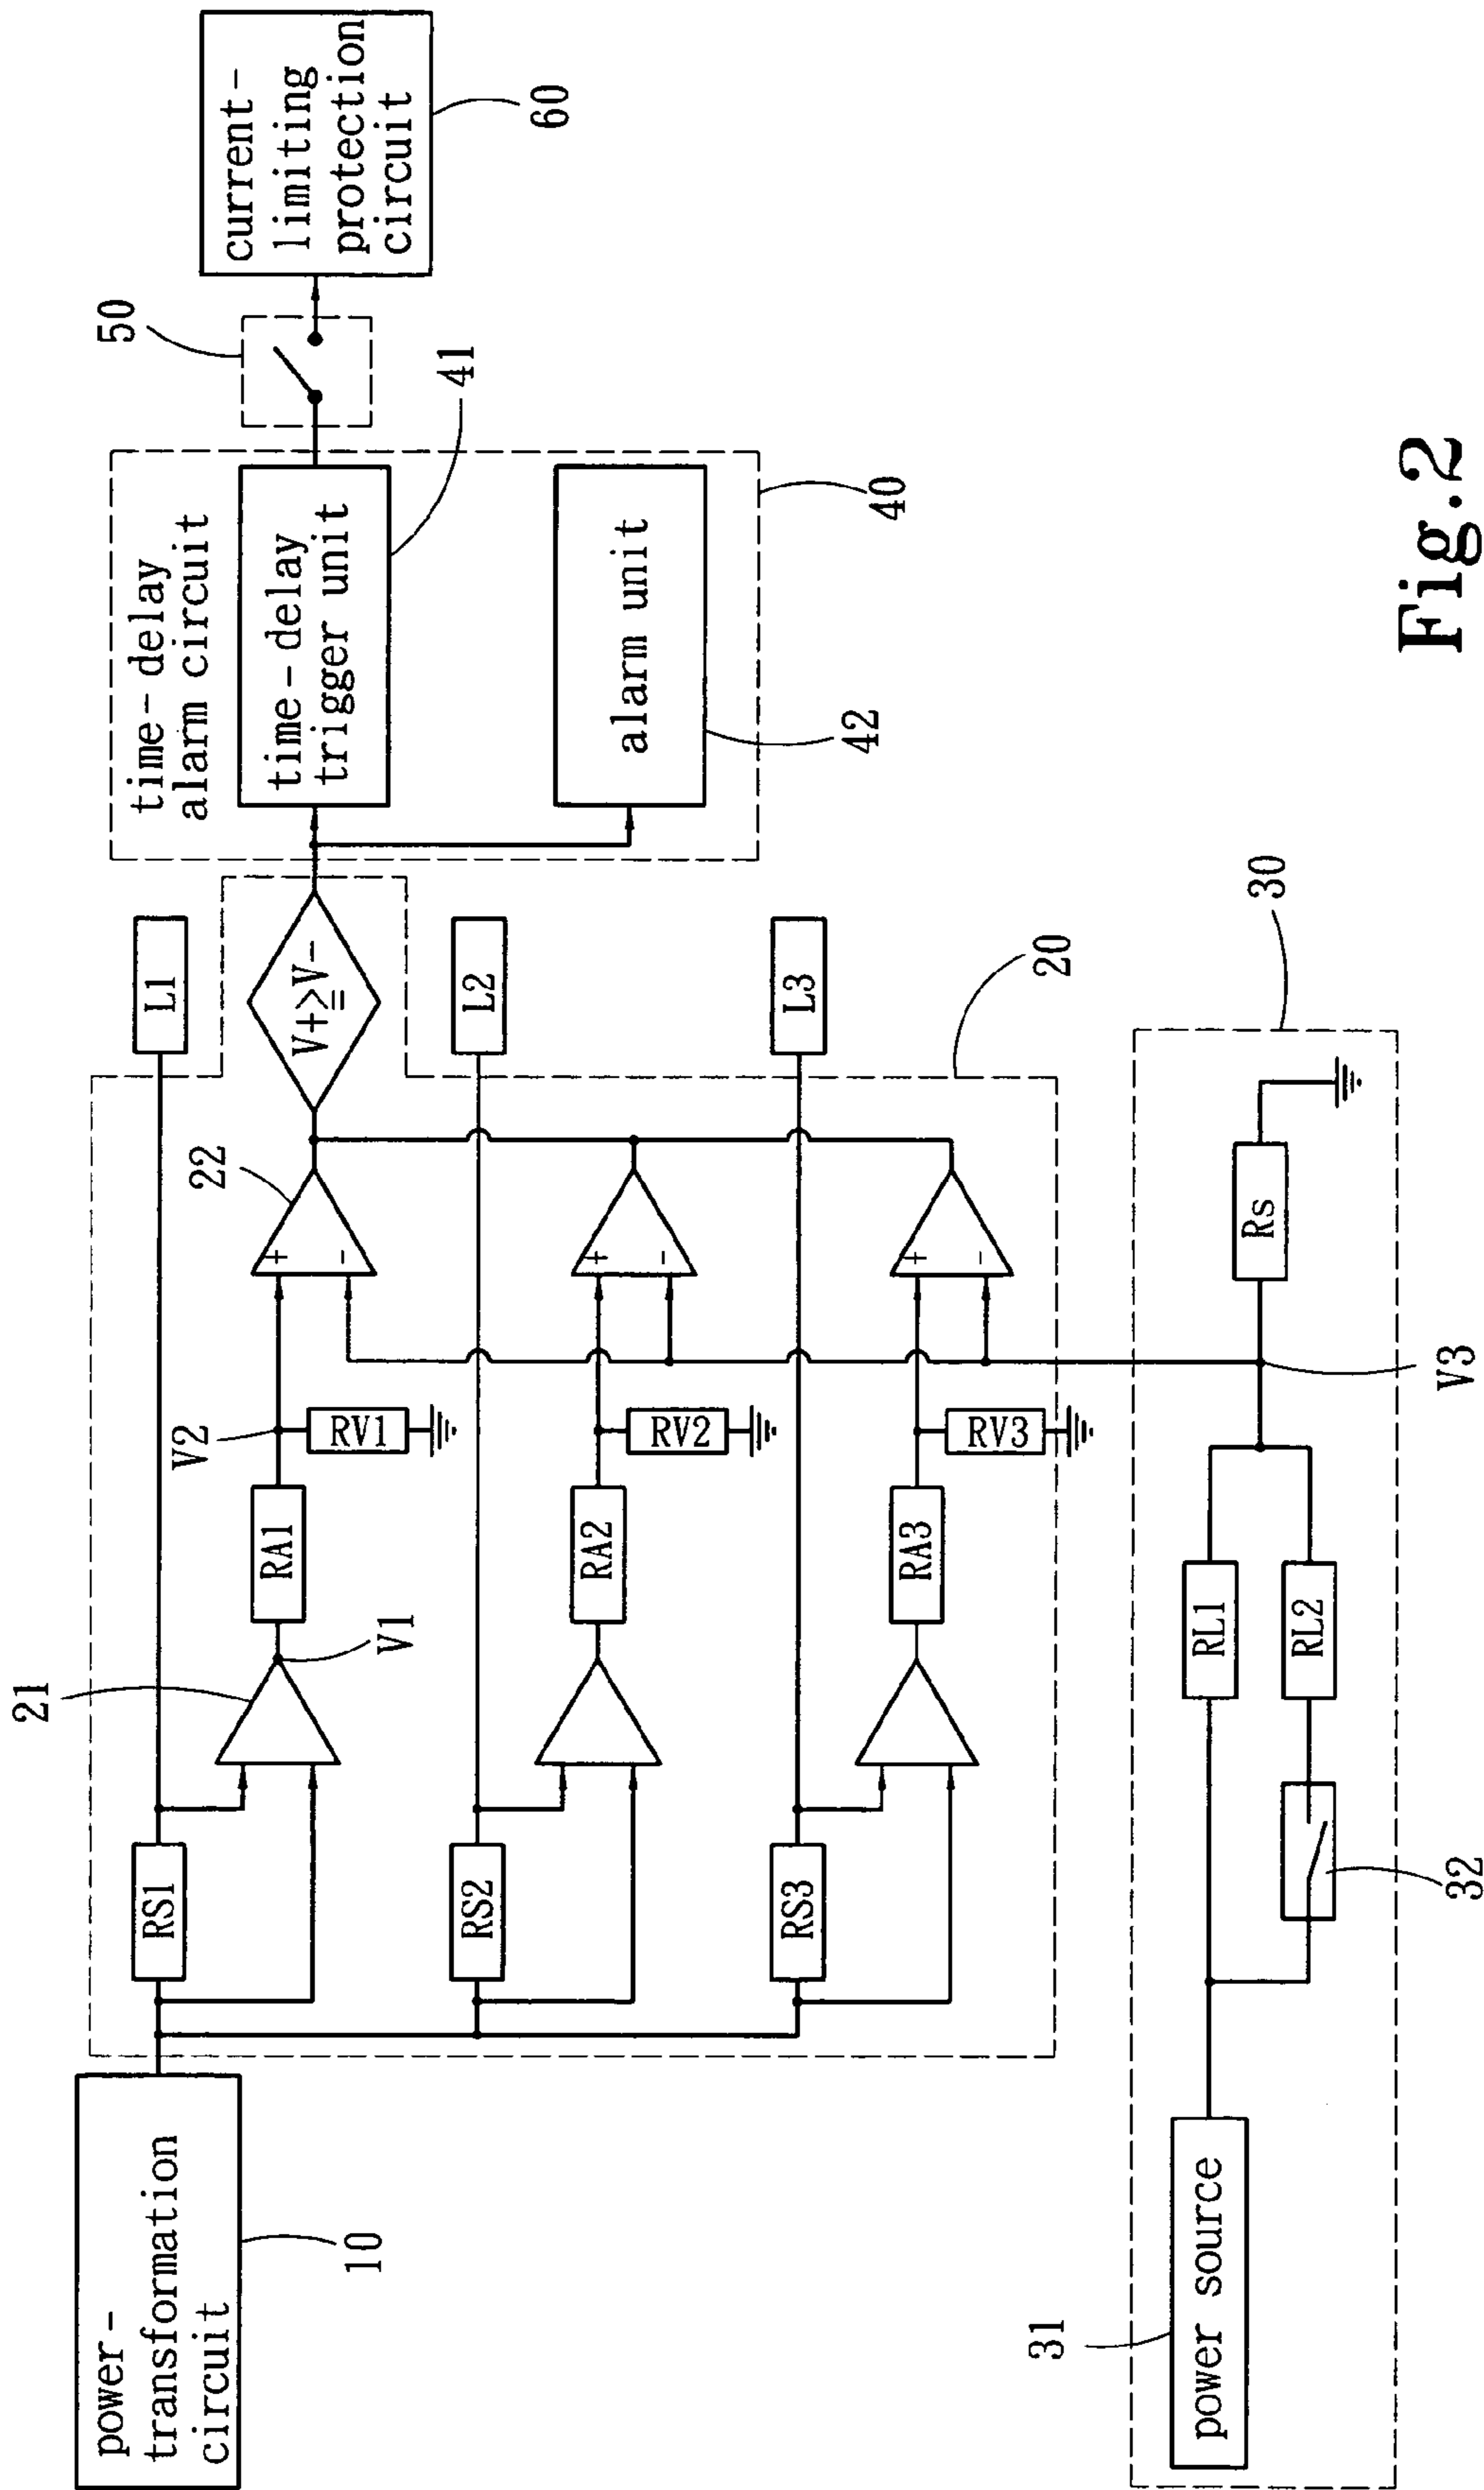 power-
transformation
circuit
10
RS1
RS2
RS3
21
V1
RA1
RA2
RA3
V2
RV1
RV2
RV3
22
+
-
+
-
+
-
V+≧V-
L1
L2
L3
20
time-delay
alarm circuit
time-delay
trigger unit
41
alarm unit
42
40
50
current-
limiting
protection
circuit
60
31
power source
32
RL1
RL2
V3
Rs
30
Fig.2